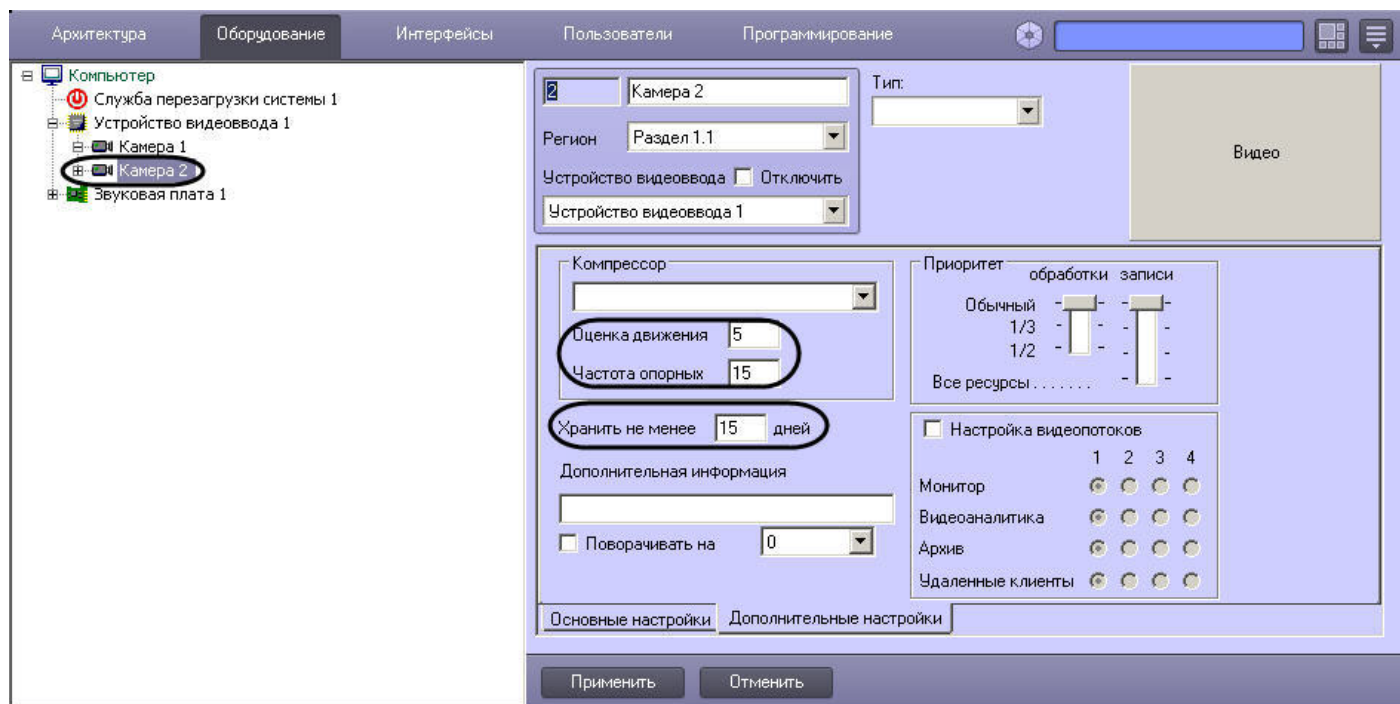 Архитектура Оборудование Интерфейсы Пользователи Программирование
Компьютер
Служба перезагрузки системы 1
Устройство видеоввода 1
Камера 1
Камера 2
Звуковая плата 1
2 Камера 2
Тип:
Регион Раздел 1.1
Устройство видеоввода Отключить
Устройство видеоввода 1
Видео
Компрессор
Оценка движения 5
Частота опорных 15
Хранить не менее 15 дней
Дополнительная информация
Поворачивать на 0
Приоритет
обработки записи
Обычный
1/3
1/2
Все ресурсы . . . . . . .
Настройка видеопотоков
1 2 3 4
Монитор
Видеоаналитика
Архив
Удаленные клиенты
Основные настройки Дополнительные настройки
Применить Отменить